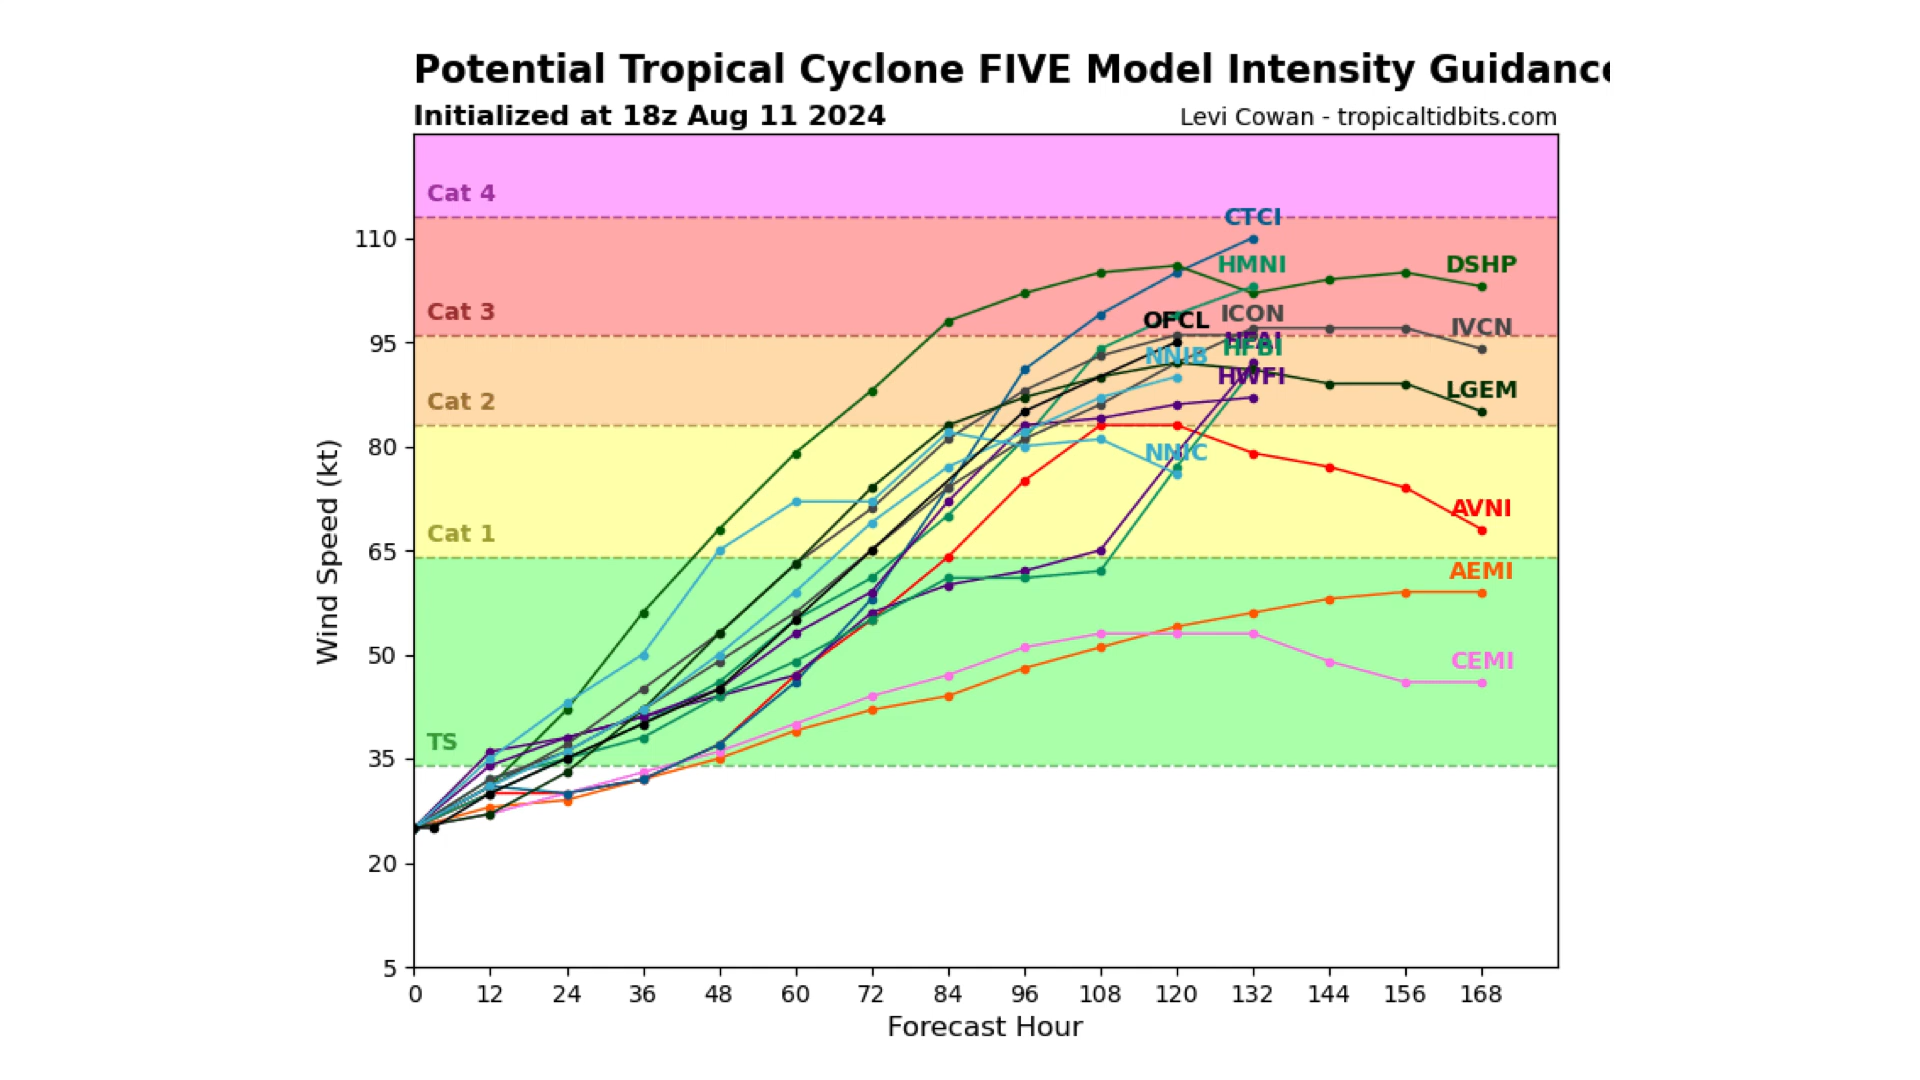 Potential Tropical Cyclone FIVE Model Intensity Guidanc
Initialized at 18z Aug 11 2024
Levi Cowan - tropicaltidbits.com
Cat 4
CTCI
110
HMNI
DSHP
Cat 3
ICON
OFCL
IVCN
95
HFAI
HFBI
NNIB
HWFI
LGEM
Cat 2
80
NNIC
AVNI
Cat 1
65
AEMI
50
CEMI
TS
35
20
5
Wind Speed (kt)
0 12 24 36 48 60 72 84 96 108 120 132 144 156 168
Forecast Hour